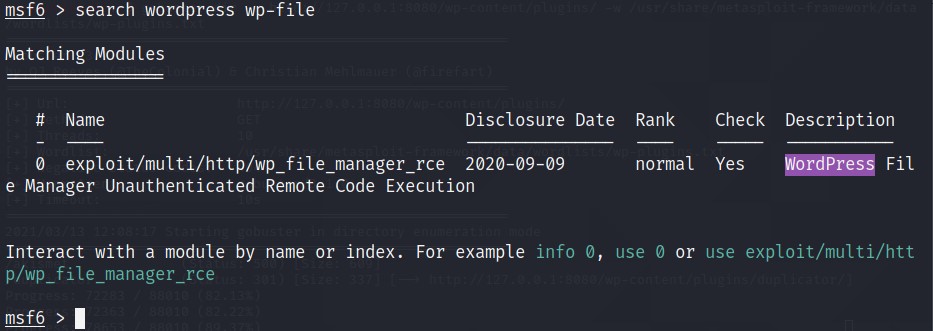 msf6 > search wordpress wp-file
Matching Modules
================
# Name Disclosure Date Rank Check Description
- ---- --------------- ---- ----- -----------
0 exploit/multi/http/wp_file_manager_rce 2020-09-09 normal Yes WordPress Fil
e Manager Unauthenticated Remote Code Execution
Interact with a module by name or index. For example info 0, use 0 or use exploit/multi/htt
p/wp_file_manager_rce
msf6 >